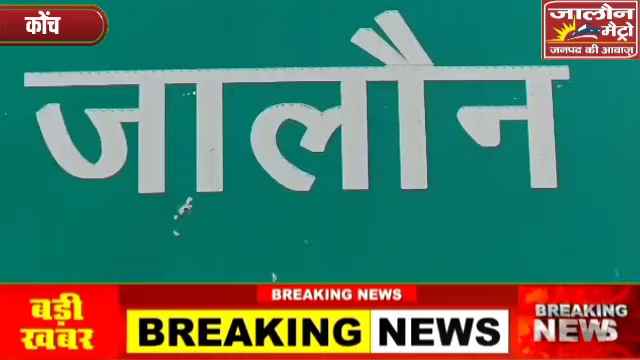 कोंच
जालौन
मैट्रो
जनपद की आवाज़
जालौन
BREAKING NEWS
बड़ी
खबर
BREAKING NEWS
BREAKING
NEWS